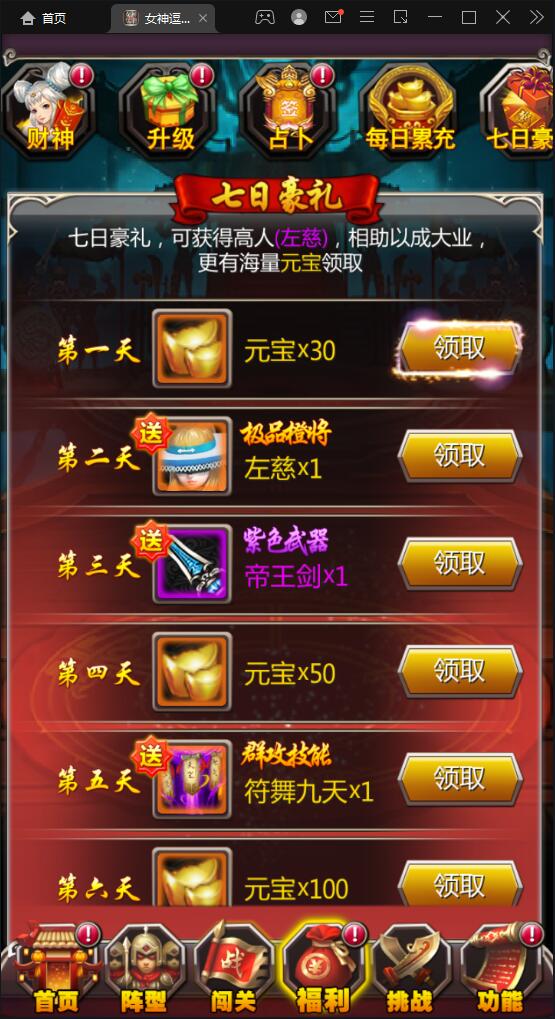 首页
女神逗...
财神
升级
占卜
每日累充
七日豪
七日豪礼
七日豪礼，可获得高人(左慈)，相助以成大业，
更有海量元宝领取
第一天
元宝x30
领取
第二天
送
极品橙将
左慈x1
领取
第三天
送
紫色武器
帝王剑x1
领取
第四天
元宝x50
领取
第五天
送
群攻技能
符舞九天x1
领取
第六天
元宝x100
领取
首页
阵型
战
闯关
福利
挑战
功能